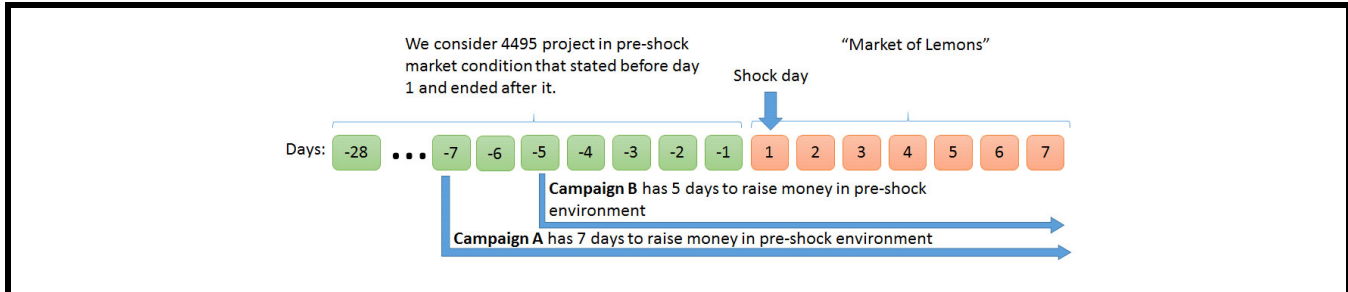 We consider 4495 project in pre-shock
market condition that stated before day
1 and ended after it.
“Market of Lemons”
Shock day
Days: -28 ... -7 -6 -5 -4 -3 -2 -1 1 2 3 4 5 6 7
Campaign B has 5 days to raise money in pre-shock
environment
Campaign A has 7 days to raise money in pre-shock environment